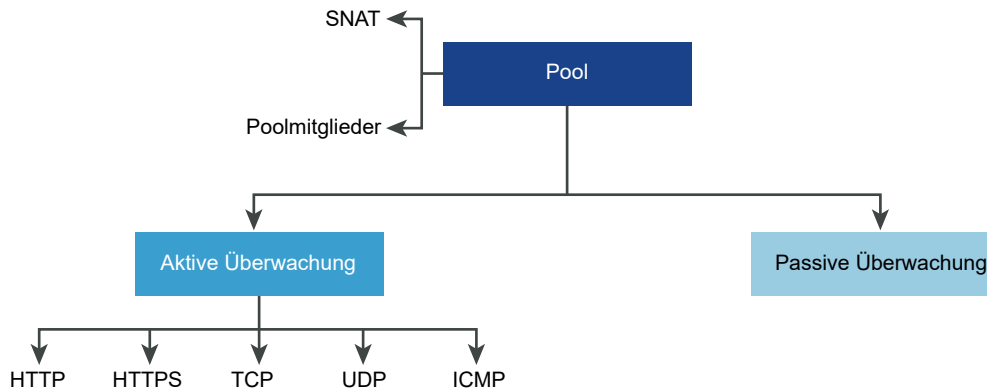 SNAT
Pool
Poolmitglieder
Aktive Überwachung
Passive Überwachung
HTTP
HTTPS
TCP
UDP
ICMP